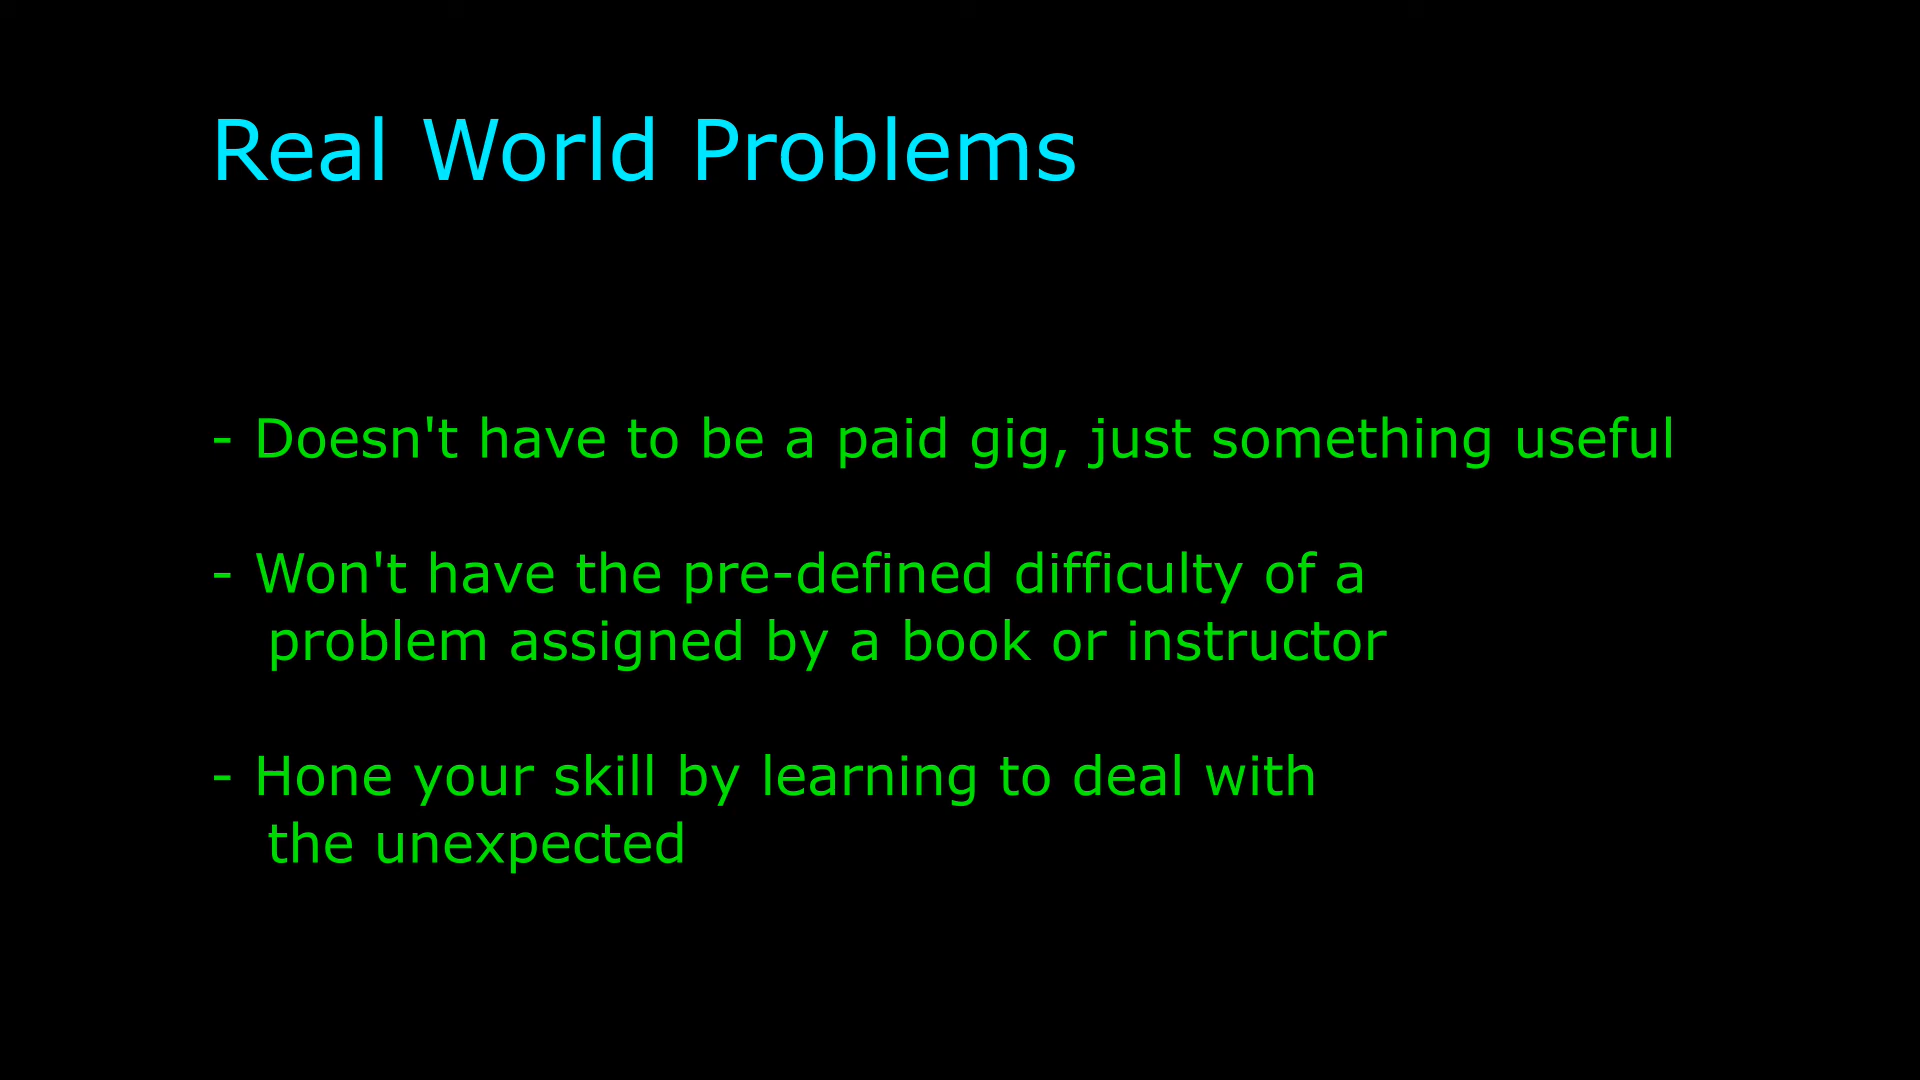 Real World Problems
- Doesn't have to be a paid gig, just something useful
- Won't have the pre-defined difficulty of a
problem assigned by a book or instructor
- Hone your skill by learning to deal with
the unexpected